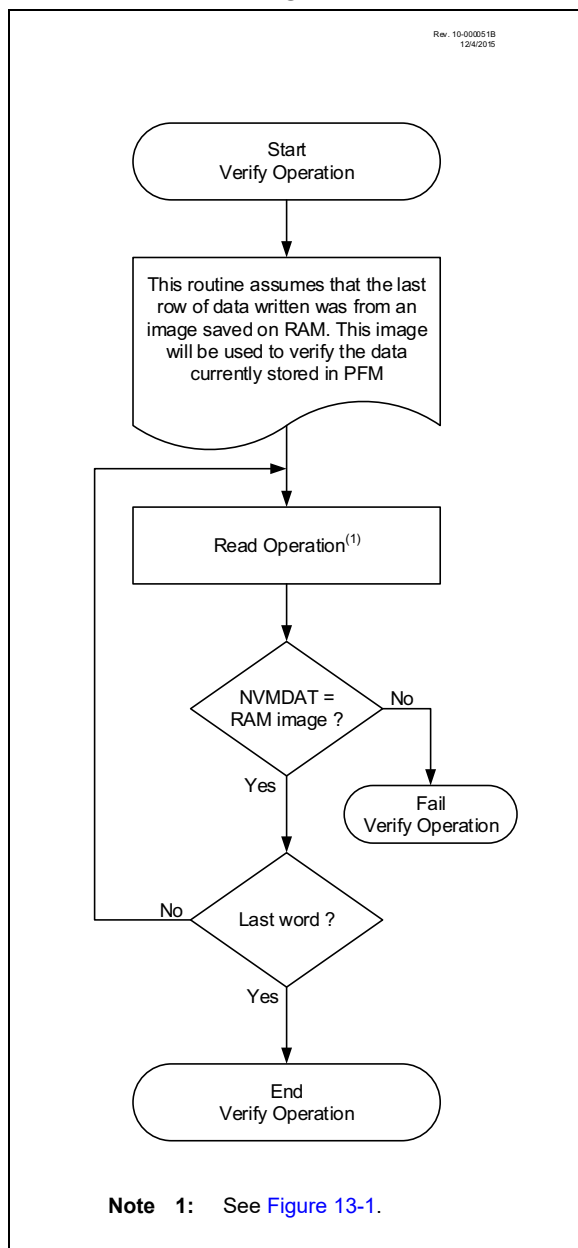 Rev. 10-000051B
12/4/2015
Start
Verify Operation
This routine assumes that the last
row of data written was from an
image saved on RAM. This image
will be used to verify the data
currently stored in PFM
Read Operation(1)
NVMDAT =
RAM image ?
No
Yes
Fail
Verify Operation
Last word ?
No
Yes
End
Verify Operation
Note 1: See Figure 13-1.